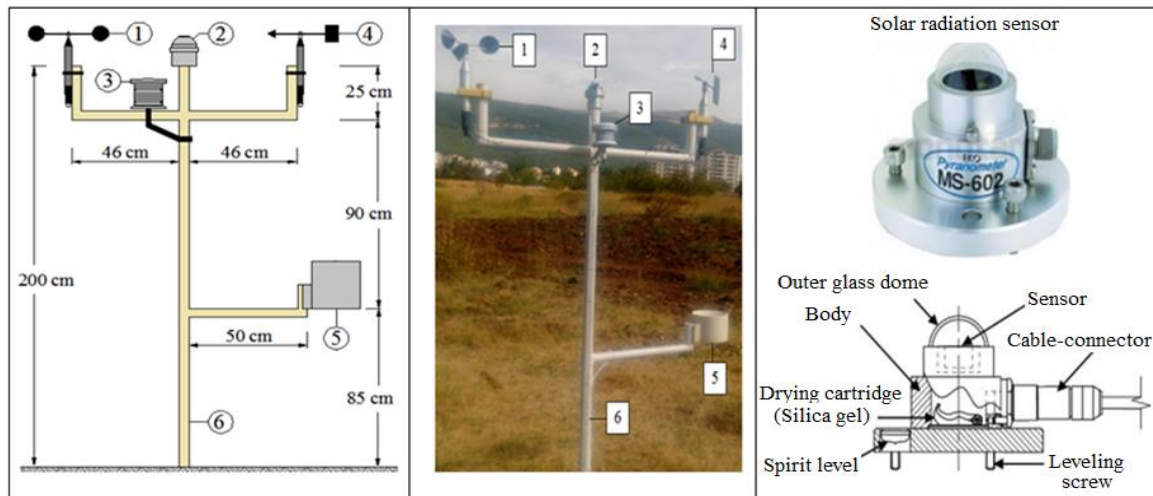 1
2
3
4
25 cm
46 cm
46 cm
90 cm
200 cm
50 cm
5
85 cm
6
1
2
4
3
5
6
Solar radiation sensor
EKO
Pyranometer
MS-602
Outer glass dome
Sensor
Body
Cable-connector
Drying cartridge
(Silica gel)
Spirit level
Leveling
screw